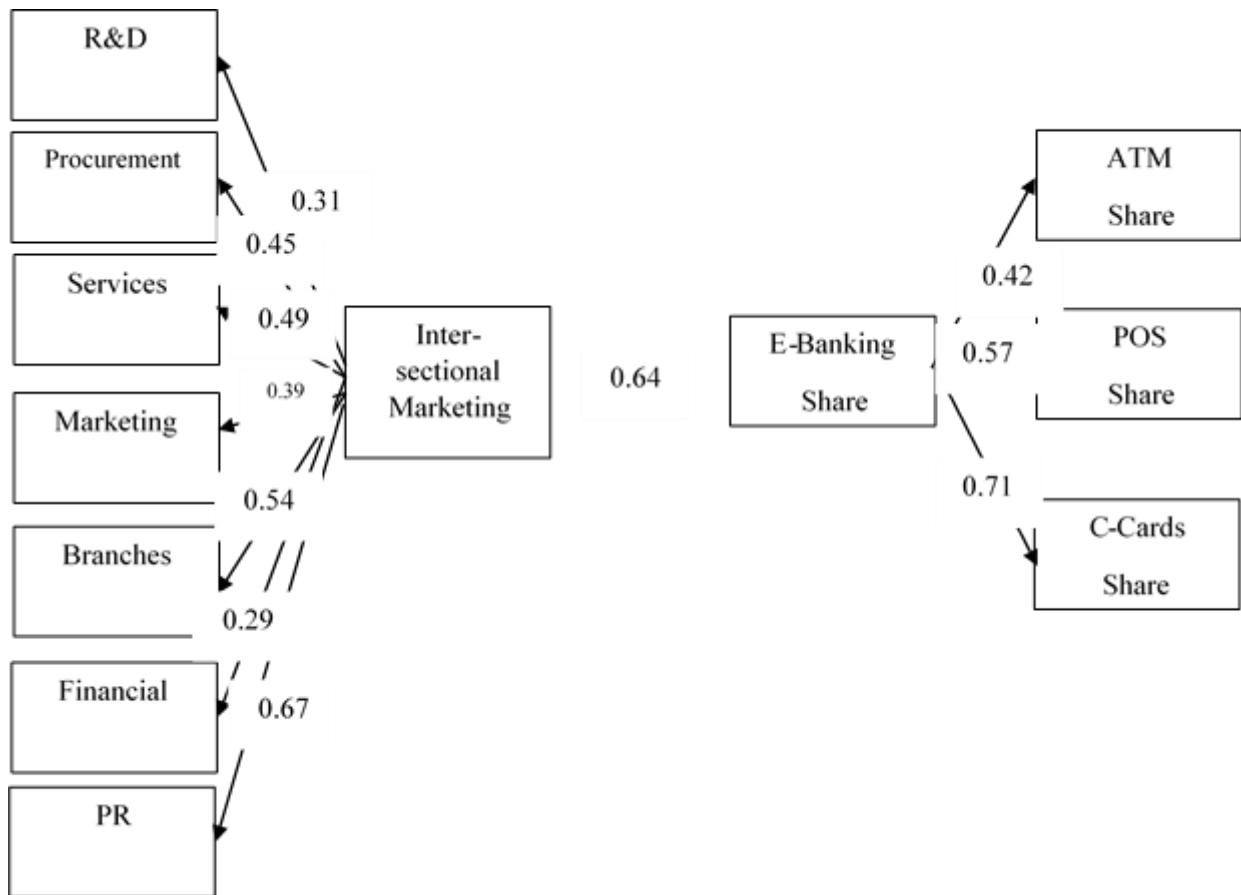 R&D
Procurement
0.31
0.45
Services
0.49
0.39
Marketing
0.54
Branches
0.29
Financial
0.67
PR
Inter-
sectional
Marketing
0.64
E-Banking
Share
ATM
Share
0.42
POS
Share
0.57
0.71
C-Cards
Share